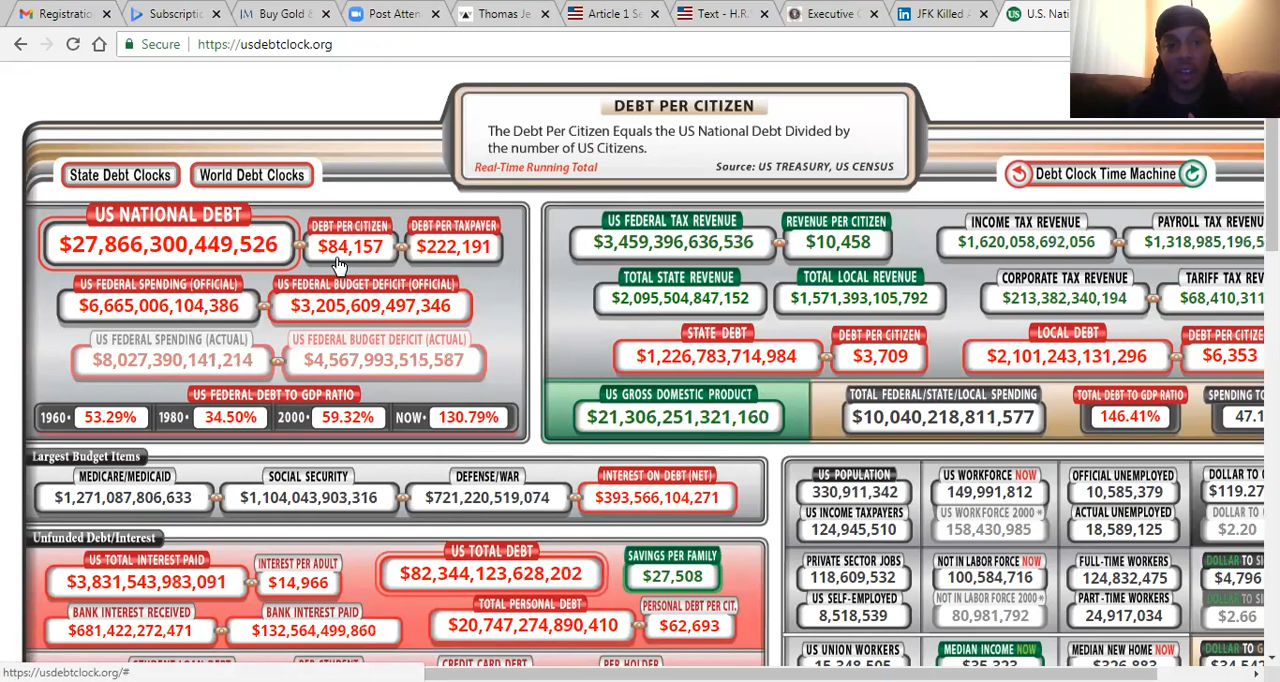 Registratio
Subscriptio
Buy Gold &
Post Atten
Thomas Je
Article 1 Se
Text - H.R.
Executive C
JFK Killed A
U.S. Nati
Secure
https://usdebtclock.org
DEBT PER CITIZEN
The Debt Per Citizen Equals the US National Debt Divided by
the number of US Citizens.
Real-Time Running Total
Source: US TREASURY, US CENSUS
State Debt Clocks
World Debt Clocks
Debt Clock Time Machine
US NATIONAL DEBT
$27,866,300,449,526
DEBT PER CITIZEN
$84,157
DEBT PER TAXPAYER
$222,191
US FEDERAL SPENDING (OFFICIAL)
$6,665,006,104,386
US FEDERAL BUDGET DEFICIT (OFFICIAL)
$3,205,609,497,346
US FEDERAL SPENDING (ACTUAL)
$8,027,390,141,214
US FEDERAL BUDGET DEFICIT (ACTUAL)
$4,567,993,515,587
US FEDERAL DEBT TO GDP RATIO
1960• 53.29%
1980• 34.50%
2000• 59.32%
NOW• 130.79%
US FEDERAL TAX REVENUE
$3,459,396,636,536
REVENUE PER CITIZEN
$10,458
INCOME TAX REVENUE
$1,620,058,692,056
PAYROLL TAX REVENU
$1,318,985,196,5
TOTAL STATE REVENUE
$2,095,504,847,152
TOTAL LOCAL REVENUE
$1,571,393,105,792
CORPORATE TAX REVENUE
$213,382,340,194
TARIFF TAX REV
$68,410,311
STATE DEBT
$1,226,783,714,984
DEBT PER CITIZEN
$3,709
LOCAL DEBT
$2,101,243,131,296
DEBT PER CITIZE
$6,353
US GROSS DOMESTIC PRODUCT
$21,306,251,321,160
TOTAL FEDERAL/STATE/LOCAL SPENDING
$10,040,218,811,577
TOTAL DEBT TO GDP RATIO
146.41%
SPENDING TO
47.1
Largest Budget Items
MEDICARE/MEDICAID
$1,271,087,806,633
SOCIAL SECURITY
$1,104,043,903,316
DEFENSE/WAR
$721,220,519,074
INTEREST ON DEBT (NET)
$393,566,104,271
Unfunded Debt/Interest
US TOTAL INTEREST PAID
$3,831,543,983,091
INTEREST PER ADULT
$14,966
US TOTAL DEBT
$82,344,123,628,202
SAVINGS PER FAMILY
$27,508
BANK INTEREST RECEIVED
$681,422,272,471
BANK INTEREST PAID
$132,564,499,860
TOTAL PERSONAL DEBT
$20,747,274,890,410
PERSONAL DEBT PER CIT.
$62,693
US POPULATION
330,911,342
US INCOME TAXPAYERS
124,945,510
US WORKFORCE NOW
149,991,812
US WORKFORCE 2000
158,430,985
OFFICIAL UNEMPLOYED
10,585,379
ACTUAL UNEMPLOYED
18,589,125
DOLLAR TO
$119.27
DOLLAR TO
$2.20
PRIVATE SECTOR JOBS
118,609,532
US SELF-EMPLOYED
8,518,539
NOT IN LABOR FORCE NOW
100,584,716
NOT IN LABOR FORCE 2000
80,981,792
FULL-TIME WORKERS
124,832,475
PART-TIME WORKERS
24,917,034
DOLLAR TO SI
$4,796
DOLLAR TO SI
$2.66
US UNION WORKERS
MEDIAN INCOME NOW
MEDIAN NEW HOME NOW
DOLLAR TO G
https://usdebtclock.org/#